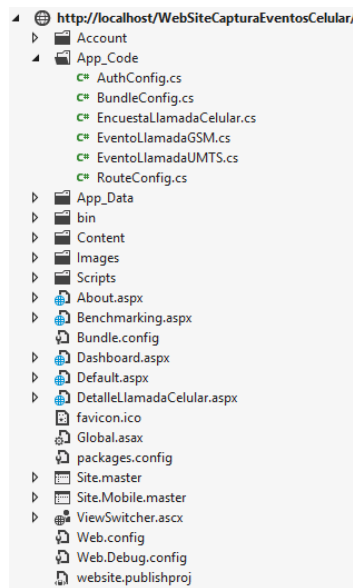 http://localhost/WebSiteCapturaEventosCelular/
Account
App_Code
C# AuthConfig.cs
C# BundleConfig.cs
C# EncuestaLlamadaCelular.cs
C# EventoLlamadaGSM.cs
C# EventoLlamadaUMTS.cs
C# RouteConfig.cs
App_Data
bin
Content
Images
Scripts
About.aspx
Benchmarking.aspx
Bundle.config
Dashboard.aspx
Default.aspx
DetalleLlamadaCelular.aspx
favicon.ico
Global.asax
packages.config
Site.master
Site.Mobile.master
ViewSwitcher.ascx
Web.config
Web.Debug.config
website.publishproj